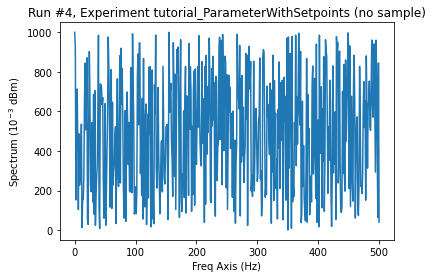 Run #4, Experiment tutorial_ParameterWithSetpoints (no sample)
1000
800
600
400
200
0
Spectrum (10⁻³ dBm)
0 100 200 300 400 500
Freq Axis (Hz)